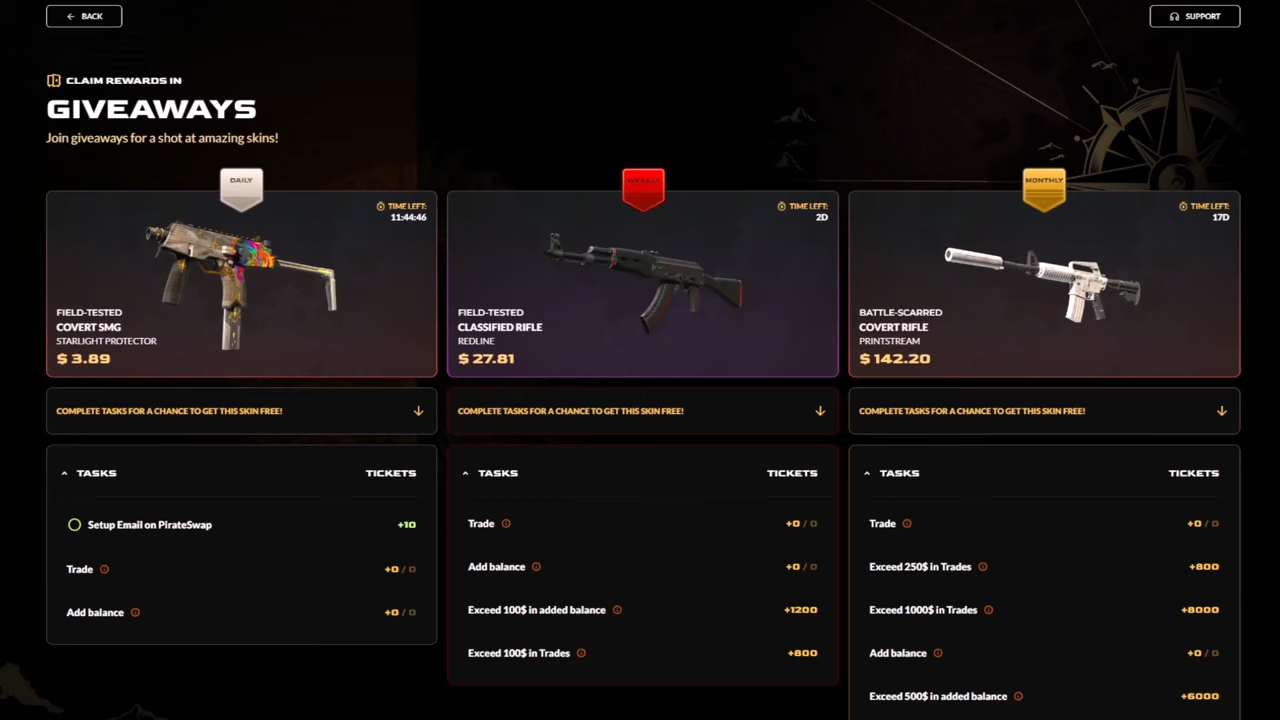 BACK
SUPPORT
CLAIM REWARDS IN
GIVEAWAYS
Join giveaways for a shot at amazing skins!
DAILY
TIME LEFT:
11:44:46
FIELD-TESTED
COVERT SMG
STARLIGHT PROTECTOR
$ 3.89
WEEKLY
TIME LEFT:
2D
FIELD-TESTED
CLASSIFIED RIFLE
REDLINE
$ 27.81
MONTHLY
TIME LEFT:
17D
BATTLE-SCARRED
COVERT RIFLE
PRINTSTREAM
$ 142.20
COMPLETE TASKS FOR A CHANCE TO GET THIS SKIN FREE!
COMPLETE TASKS FOR A CHANCE TO GET THIS SKIN FREE!
COMPLETE TASKS FOR A CHANCE TO GET THIS SKIN FREE!
TASKS TICKETS
Setup Email on PirateSwap +10
Trade +0 / 0
Add balance +0 / 0
TASKS TICKETS
Trade +0 / 0
Add balance +0 / 0
Exceed 100$ in added balance +1200
Exceed 100$ in Trades +800
TASKS TICKETS
Trade +0 / 0
Exceed 250$ in Trades +800
Exceed 1000$ in Trades +8000
Add balance +0 / 0
Exceed 500$ in added balance +6000